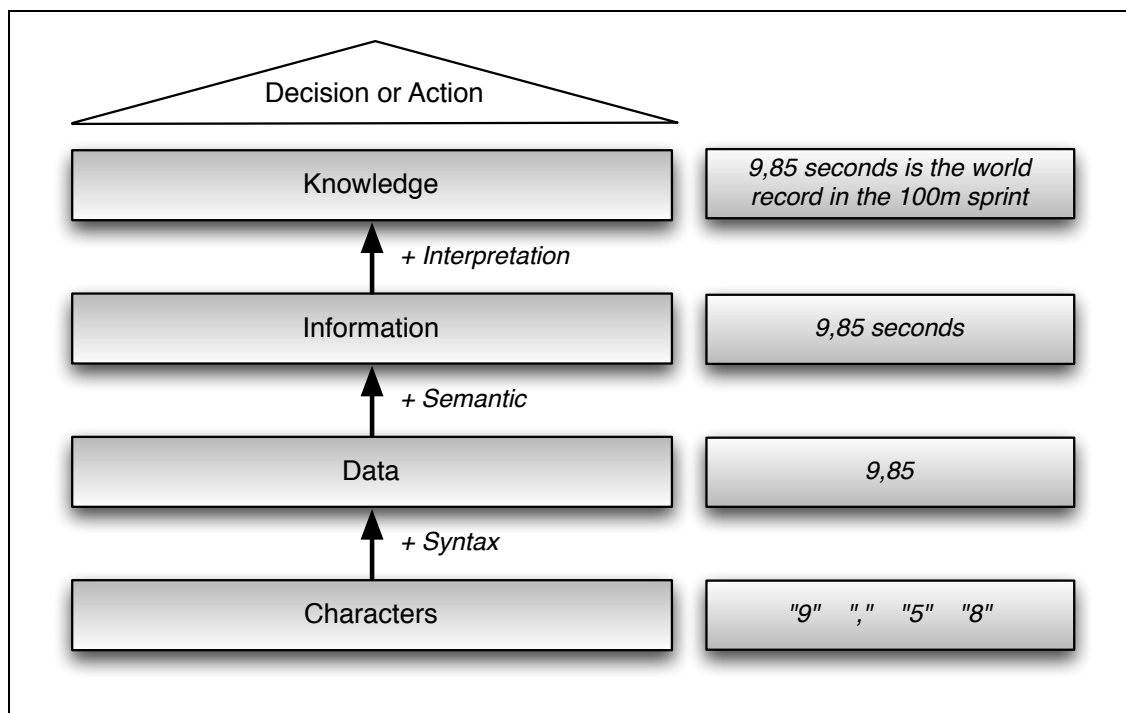 Decision or Action
Knowledge
9,85 seconds is the world
record in the 100m sprint
+ Interpretation
Information
9,85 seconds
+ Semantic
Data
9,85
+ Syntax
Characters
"9" "," "5" "8"